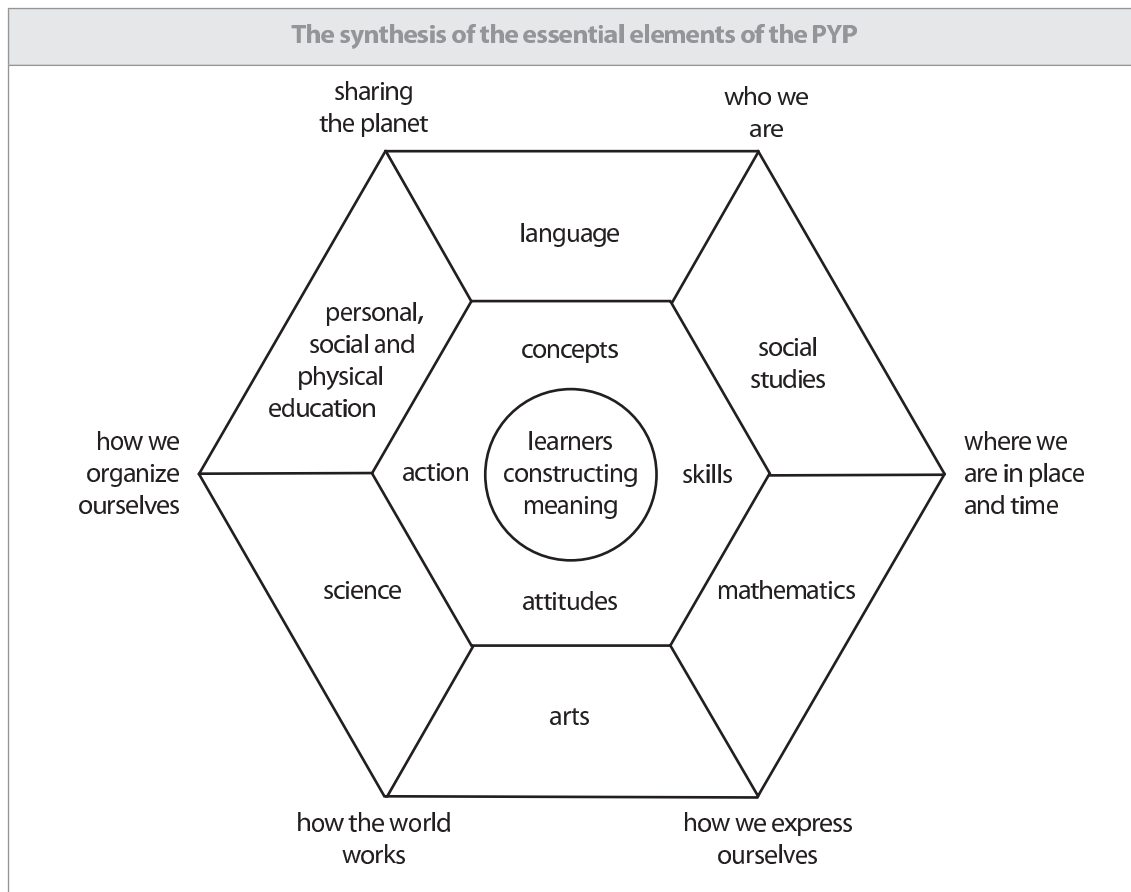 The synthesis of the essential elements of the PYP
sharing
the planet
who we
are
language
personal,
social and
physical
education
concepts
social
studies
how we
organize
ourselves
action
learners
constructing
meaning
skills
where we
are in place
and time
science
attitudes
mathematics
arts
how the world
works
how we express
ourselves